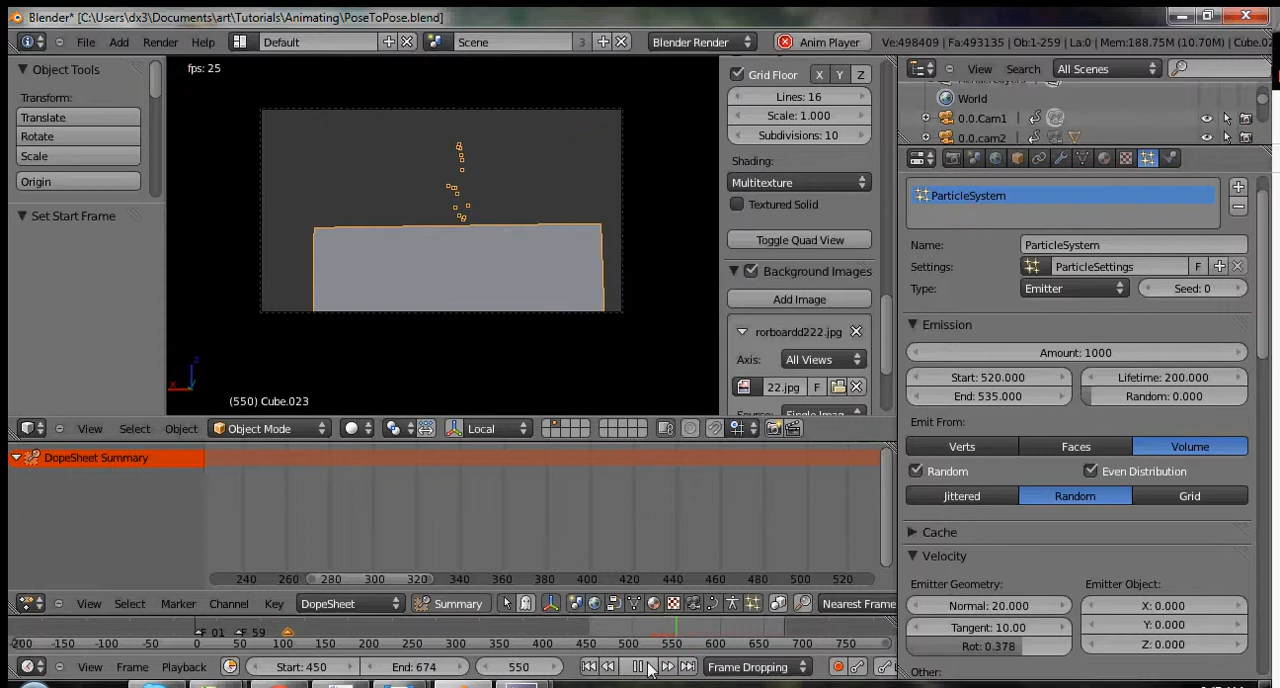 Blender* [C:\Users\dx3\Documents\art\Tutorials\Animating\PoseToPose.blend]
File Add Render Help Default Scene 3 Blender Render Anim Player Ve:498409 | Fa:493135 | Ob:1-259 | La:0 | Mem:188.75M (10.70M) | Cube.02
Object Tools
Transform:
Translate
Rotate
Scale
Origin
Set Start Frame
fps: 25
(550) Cube.023
Grid Floor X Y Z
Lines: 16
Scale: 1.000
Subdivisions: 10
Shading:
Multitexture
Textured Solid
Toggle Quad View
Background Images
Add Image
rorboardd222.jpg
Axis: All Views
22.jpg F
View Search All Scenes
World
0.0.Cam1
0.0.cam2
ParticleSystem
Name: ParticleSystem
Settings: ParticleSettings F
Type: Emitter Seed: 0
Emission
Amount: 1000
Start: 520.000 Lifetime: 200.000
End: 535.000 Random: 0.000
Emit From:
Verts Faces Volume
Random Even Distribution
Jittered Random Grid
Cache
Velocity
Emitter Geometry: Emitter Object:
Normal: 20.000 X: 0.000
Tangent: 10.00 Y: 0.000
Rot: 0.378 Z: 0.000
Other:
View Select Object Object Mode Local
DopeSheet Summary
240 260 280 300 320 340 360 380 400 420 440 460 480 500 520
View Select Marker Channel Key DopeSheet Summary Nearest Frame
F_01 F_59
-200 -150 -100 -50 0 50 100 150 200 250 300 350 400 450 500 550 600 650 700 750
View Frame Playback Start: 450 End: 674 550 Frame Dropping